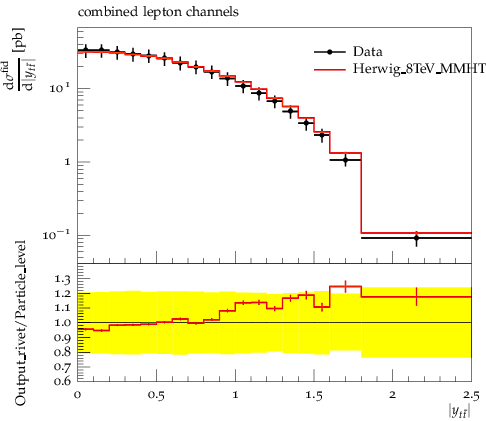 combined lepton channels
dσ^fid / d|y_tt̄| [pb]
Data
Herwig_8TeV_MMHT
10^1
1
10^−1
Output_rivet/Particle_level
1.3
1.2
1.1
1.0
0.9
0.8
0.7
0.6
0 0.5 1 1.5 2 2.5
|y_tt̄|